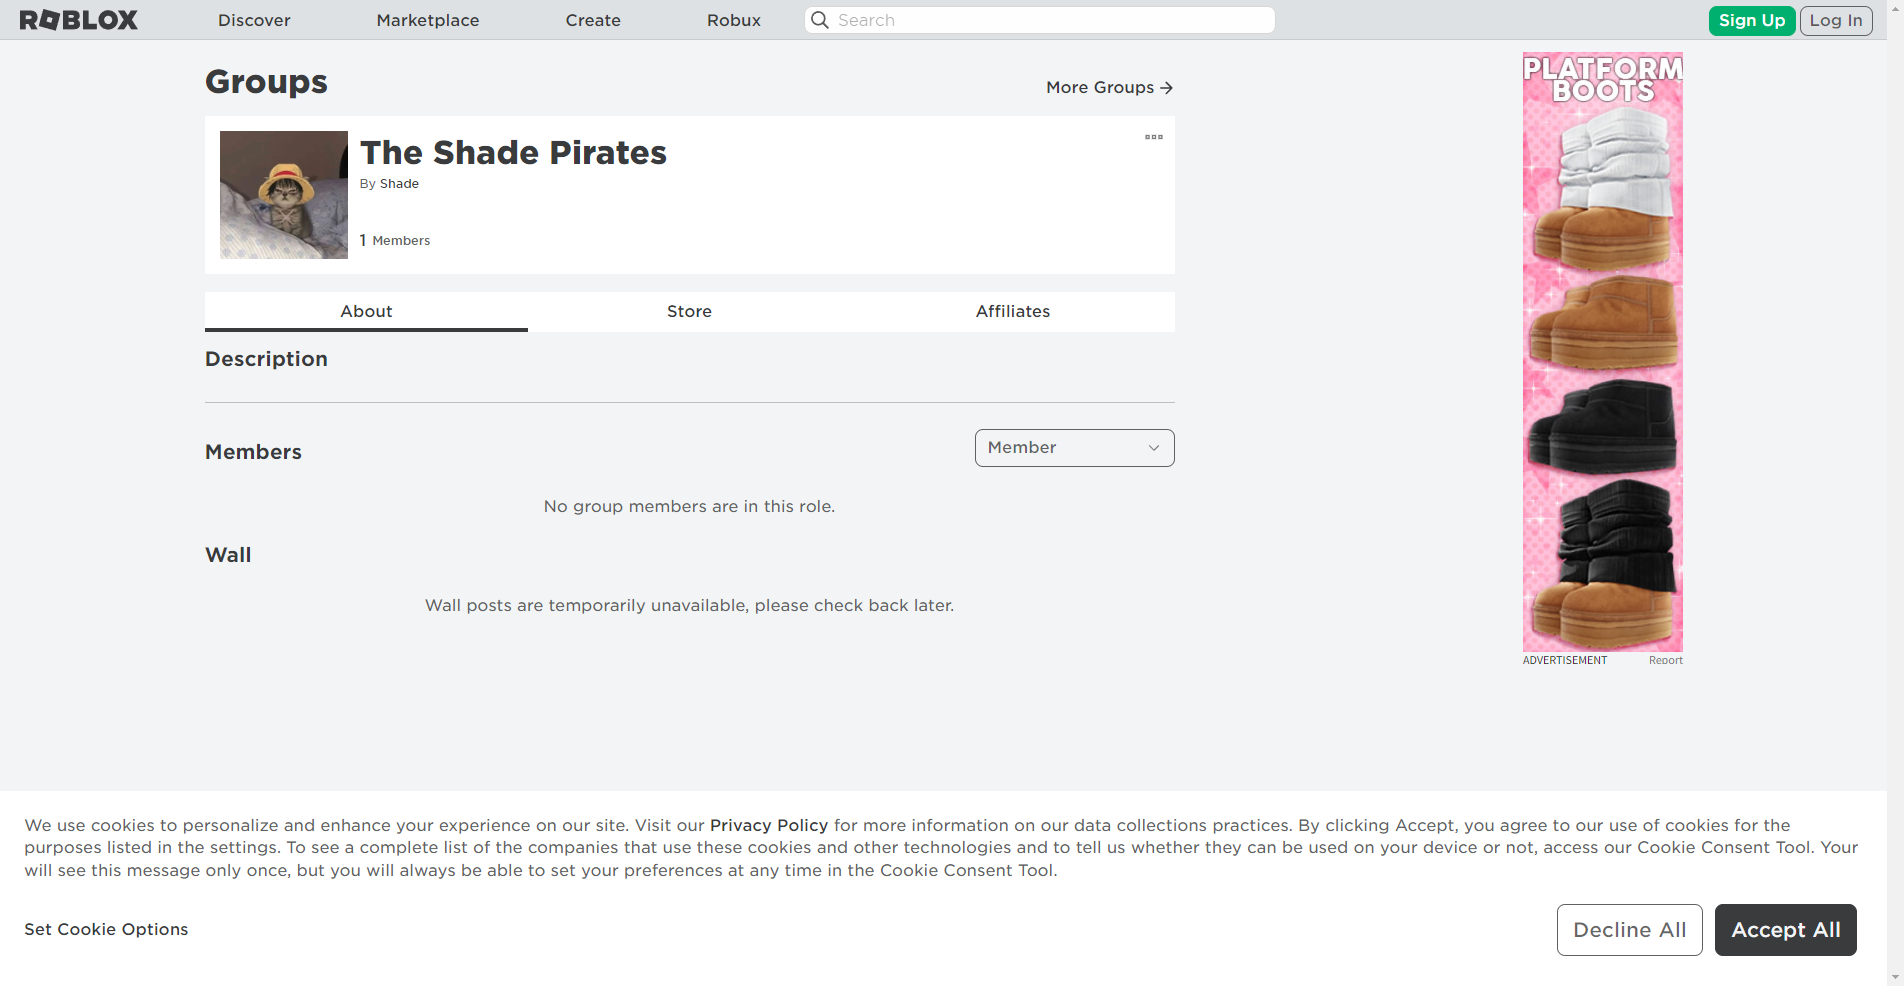 ROBLOX
Discover
Marketplace
Create
Robux
Search
Sign Up
Log In
Groups
More Groups
The Shade Pirates
By Shade
1 Members
About
Store
Affiliates
Description
Members
Member
No group members are in this role.
Wall
Wall posts are temporarily unavailable, please check back later.
PLATFORM
BOOTS
ADVERTISEMENT
Report
We use cookies to personalize and enhance your experience on our site. Visit our Privacy Policy for more information on our data collections practices. By clicking Accept, you agree to our use of cookies for the
purposes listed in the settings. To see a complete list of the companies that use these cookies and other technologies and to tell us whether they can be used on your device or not, access our Cookie Consent Tool. Your
will see this message only once, but you will always be able to set your preferences at any time in the Cookie Consent Tool.
Set Cookie Options
Decline All
Accept All